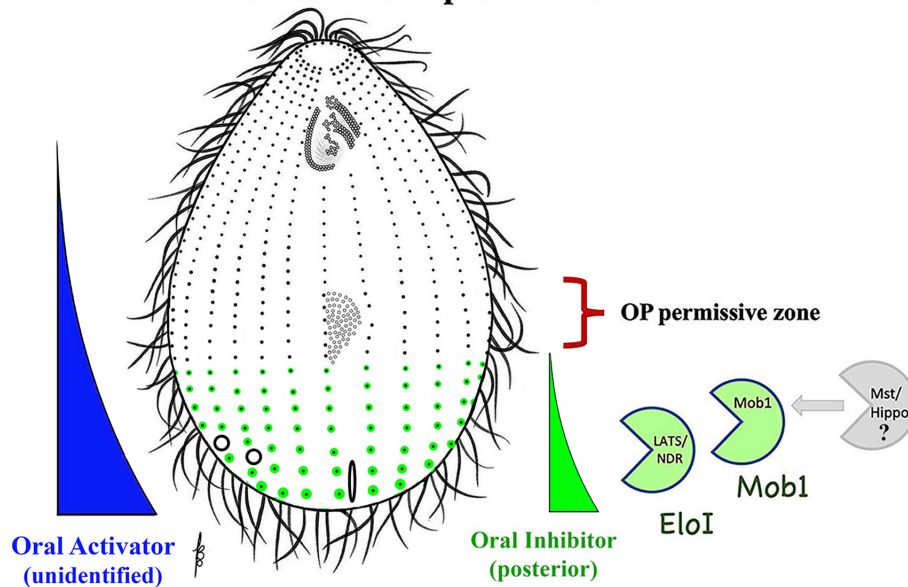 OP permissive zone
Mst/
Hippo
?
Mob1
LATS/
NDR
Mob1
EloI
Oral Activator
(unidentified)
Oral Inhibitor
(posterior)